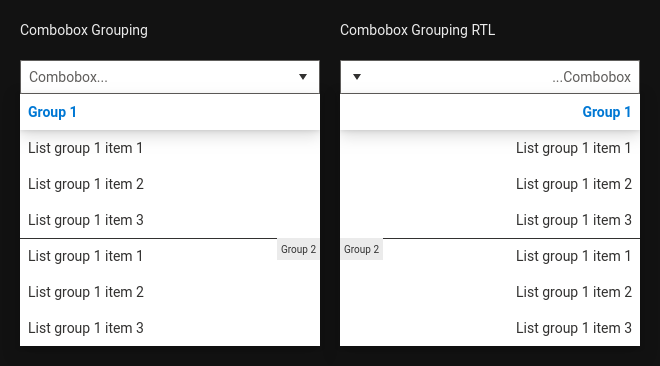 Combobox Grouping
Combobox...
Group 1
List group 1 item 1
List group 1 item 2
List group 1 item 3
Group 2
List group 1 item 1
List group 1 item 2
List group 1 item 3
Combobox Grouping RTL
...Combobox
Group 1
List group 1 item 1
List group 1 item 2
List group 1 item 3
Group 2
List group 1 item 1
List group 1 item 2
List group 1 item 3